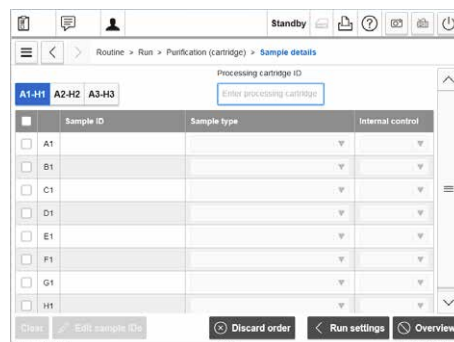 Standby
Routine > Run > Purification (cartridge) > Sample details
Processing cartridge ID
A1-H1 A2-H2 A3-H3
Enter processing cartridge
Sample ID Sample type Internal control
A1
B1
C1
D1
E1
F1
G1
H1
Clear Edit sample IDs Discard order Run settings Overview